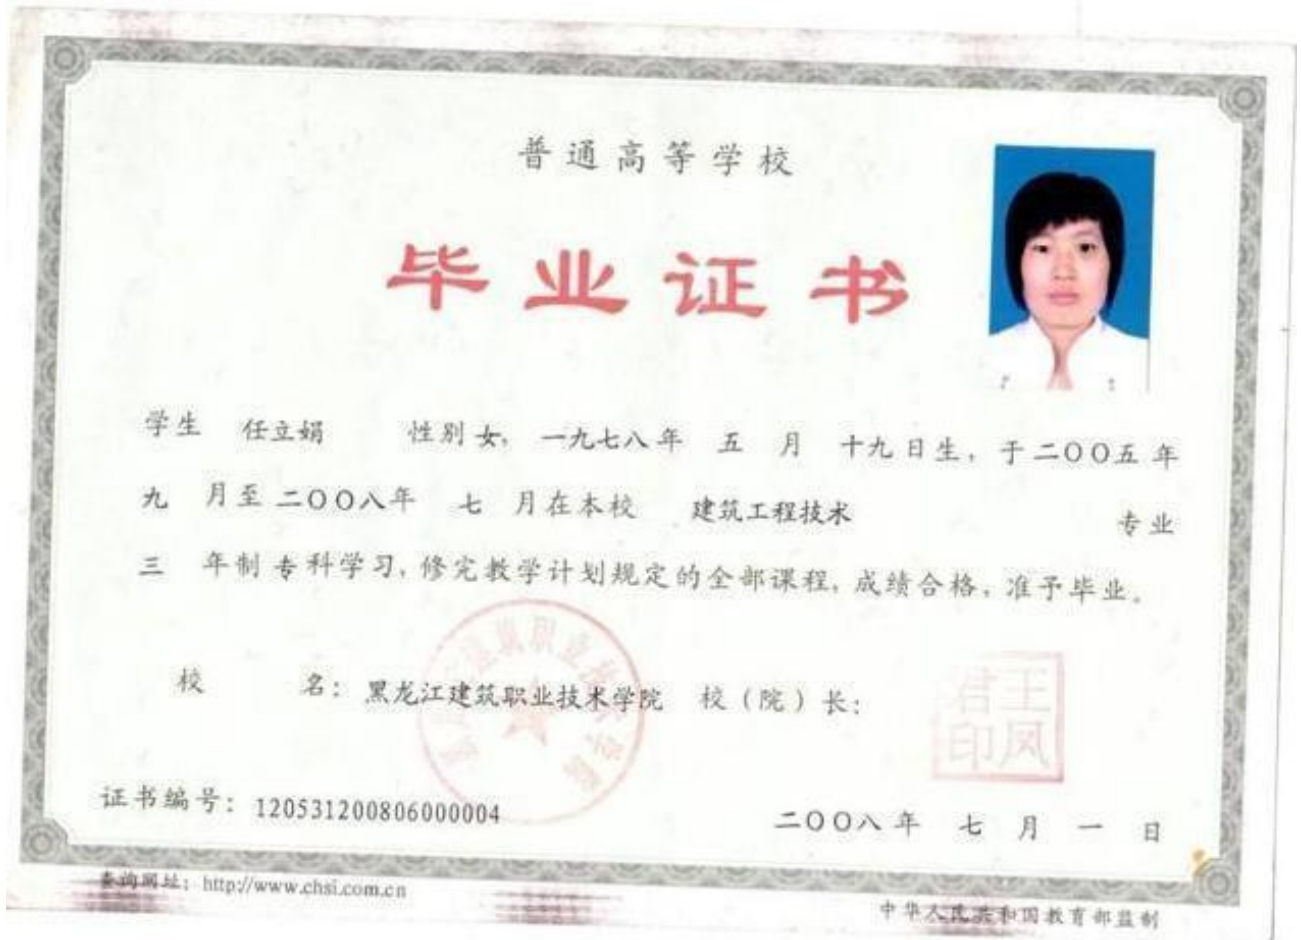 普通高等学校
毕业证书
学生 任立娟 性别 女, 一九七八年 五 月 十九日生, 于二〇〇五年
九 月至二〇〇八年 七 月在本校 建筑工程技术 专业
三 年制 专科学习, 修完教学计划规定的全部课程, 成绩合格, 准予毕业。
校 名: 黑龙江建筑职业技术学院 校（院）长:
王凤君印
证书编号: 120531200806000004
二〇〇八年 七 月 一 日
查询网址: http://www.chsi.com.cn
中华人民共和国教育部监制